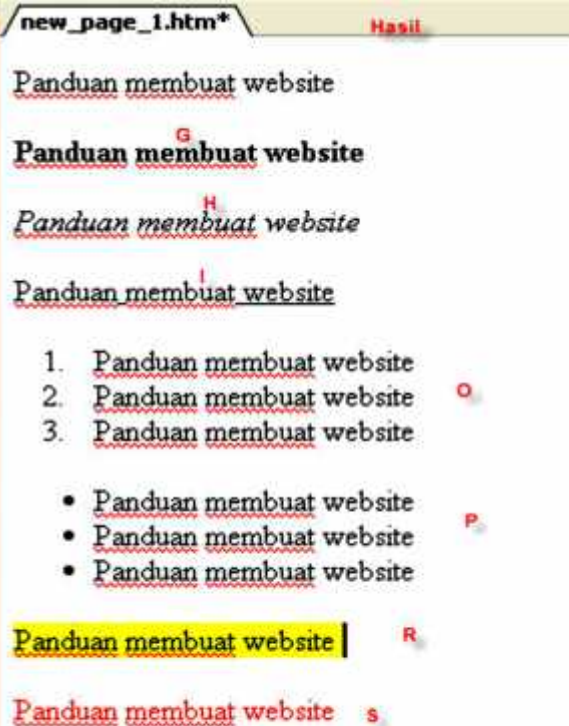 new_page_1.htm* Hasil
Panduan membuat website
G
Panduan membuat website
H
Panduan membuat website
I
Panduan membuat website
1. Panduan membuat website
2. Panduan membuat website O
3. Panduan membuat website
• Panduan membuat website
• Panduan membuat website P
• Panduan membuat website
Panduan membuat website R
Panduan membuat website S